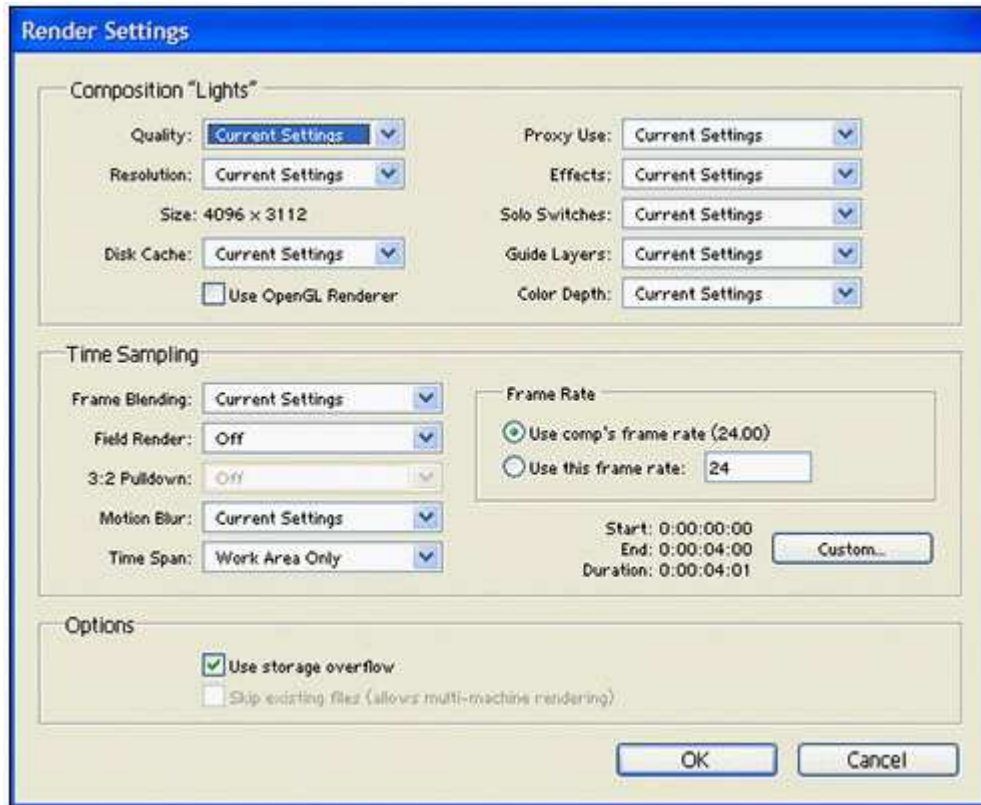 Render Settings
Composition "Lights"
Quality: Current Settings
Proxy Use: Current Settings
Resolution: Current Settings
Effects: Current Settings
Size: 4096 x 3112
Solo Switches: Current Settings
Disk Cache: Current Settings
Guide Layers: Current Settings
Use OpenGL Renderer
Color Depth: Current Settings
Time Sampling
Frame Blending: Current Settings
Field Render: Off
3:2 Pulldown: Off
Motion Blur: Current Settings
Time Span: Work Area Only
Frame Rate
Use comp's frame rate (24.00)
Use this frame rate: 24
Start: 0:00:00:00
End: 0:00:04:00
Duration: 0:00:04:01
Custom...
Options
Use storage overflow
Skip existing files (allows multi-machine rendering)
OK
Cancel